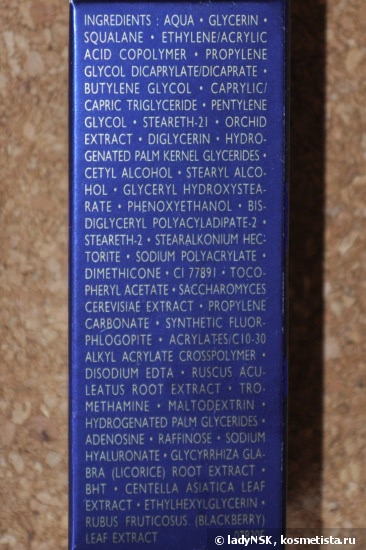 INGREDIENTS : AQUA • GLYCERIN •
SQUALANE • ETHYLENE/ACRYLIC
ACID COPOLYMER • PROPYLENE
GLYCOL DICAPRYLATE/DICAPRATE •
BUTYLENE GLYCOL • CAPRYLIC/
CAPRIC TRIGLYCERIDE • PENTYLENE
GLYCOL • STEARETH-21 • ORCHID
EXTRACT • DIGLYCERIN • HYDRO-
GENATED PALM KERNEL GLYCERIDES •
CETYL ALCOHOL • STEARYL ALCO-
HOL • GLYCERYL HYDROXYSTEA-
RATE • PHENOXYETHANOL • BIS-
DIGLYCERYL POLYACYLADIPATE-2 •
STEARETH-2 • STEARALKONIUM HEC-
TORITE • SODIUM POLYACRYLATE •
DIMETHICONE • CI 77891 • TOCO-
PHERYL ACETATE • SACCHAROMYCES
CEREVISIAE EXTRACT • PROPYLENE
CARBONATE • SYNTHETIC FLUOR-
PHLOGOPITE • ACRYLATES/C10-30
ALKYL ACRYLATE CROSSPOLYMER •
DISODIUM EDTA • RUSCUS ACU-
LEATUS ROOT EXTRACT • TRO-
METHAMINE • MALTODEXTRIN •
HYDROGENATED PALM GLYCERIDES •
ADENOSINE • RAFFINOSE • SODIUM
HYALURONATE • GLYCYRRHIZA GLA-
BRA (LICORICE) ROOT EXTRACT •
BHT • CENTELLA ASIATICA LEAF
EXTRACT • ETHYLHEXYLGLYCERIN •
RUBUS FRUTICOSUS (BLACKBERRY)
LEAF EXTRACT
© ladyNSK, kosmetista.ru